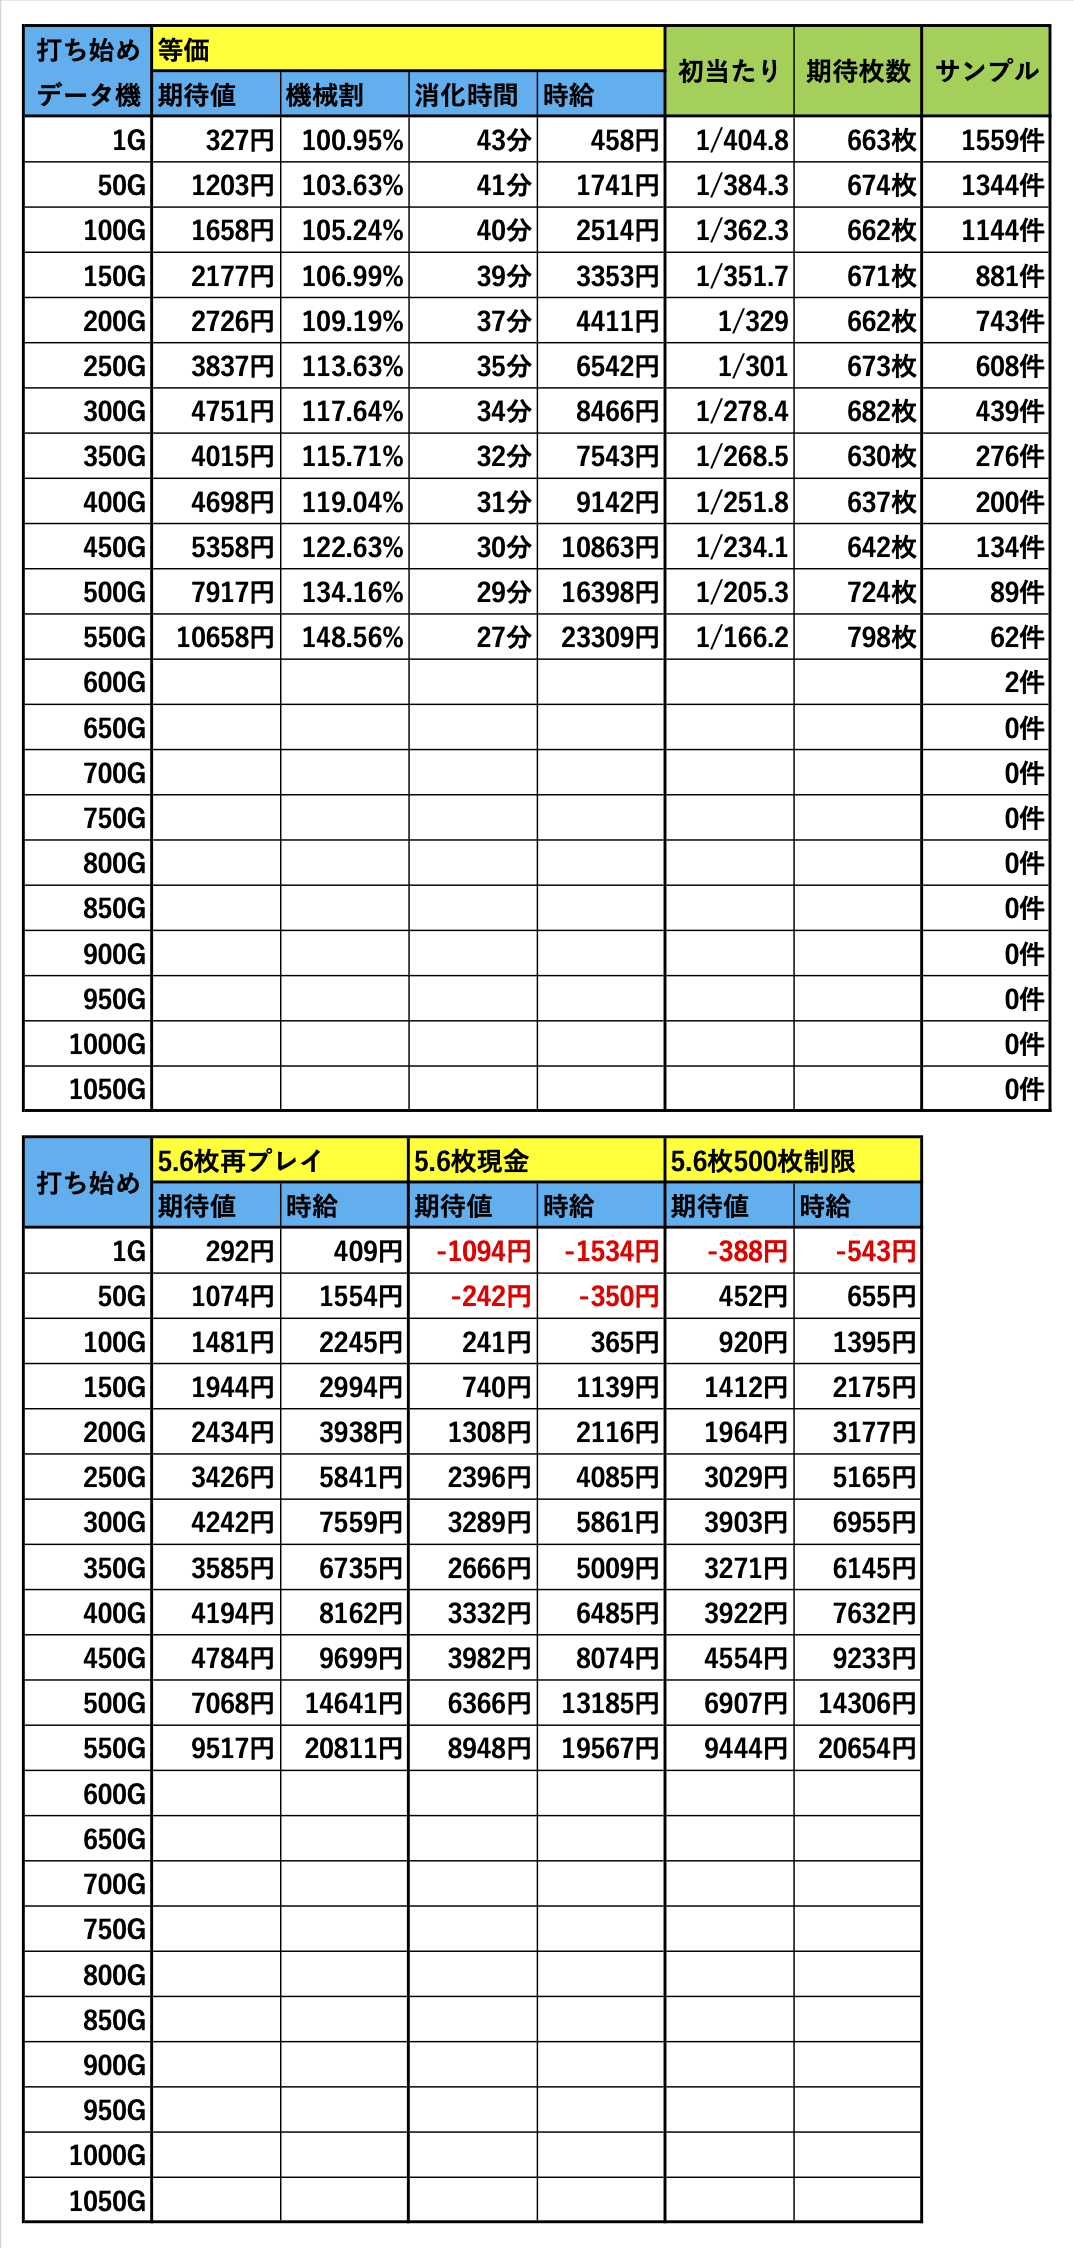 打ち始め 等価 初当たり 期待枚数 サンプル
データ機 期待値 機械割 消化時間 時給
1G 327円 100.95% 43分 458円 1/404.8 663枚 1559件
50G 1203円 103.63% 41分 1741円 1/384.3 674枚 1344件
100G 1658円 105.24% 40分 2514円 1/362.3 662枚 1144件
150G 2177円 106.99% 39分 3353円 1/351.7 671枚 881件
200G 2726円 109.19% 37分 4411円 1/329 662枚 743件
250G 3837円 113.63% 35分 6542円 1/301 673枚 608件
300G 4751円 117.64% 34分 8466円 1/278.4 682枚 439件
350G 4015円 115.71% 32分 7543円 1/268.5 630枚 276件
400G 4698円 119.04% 31分 9142円 1/251.8 637枚 200件
450G 5358円 122.63% 30分 10863円 1/234.1 642枚 134件
500G 7917円 134.16% 29分 16398円 1/205.3 724枚 89件
550G 10658円 148.56% 27分 23309円 1/166.2 798枚 62件
600G 2件
650G 0件
700G 0件
750G 0件
800G 0件
850G 0件
900G 0件
950G 0件
1000G 0件
1050G 0件
打ち始め 5.6枚再プレイ 5.6枚現金 5.6枚500枚制限
期待値 時給 期待値 時給 期待値 時給
1G 292円 409円 -1094円 -1534円 -388円 -543円
50G 1074円 1554円 -242円 -350円 452円 655円
100G 1481円 2245円 241円 365円 920円 1395円
150G 1944円 2994円 740円 1139円 1412円 2175円
200G 2434円 3938円 1308円 2116円 1964円 3177円
250G 3426円 5841円 2396円 4085円 3029円 5165円
300G 4242円 7559円 3289円 5861円 3903円 6955円
350G 3585円 6735円 2666円 5009円 3271円 6145円
400G 4194円 8162円 3332円 6485円 3922円 7632円
450G 4784円 9699円 3982円 8074円 4554円 9233円
500G 7068円 14641円 6366円 13185円 6907円 14306円
550G 9517円 20811円 8948円 19567円 9444円 20654円
600G
650G
700G
750G
800G
850G
900G
950G
1000G
1050G